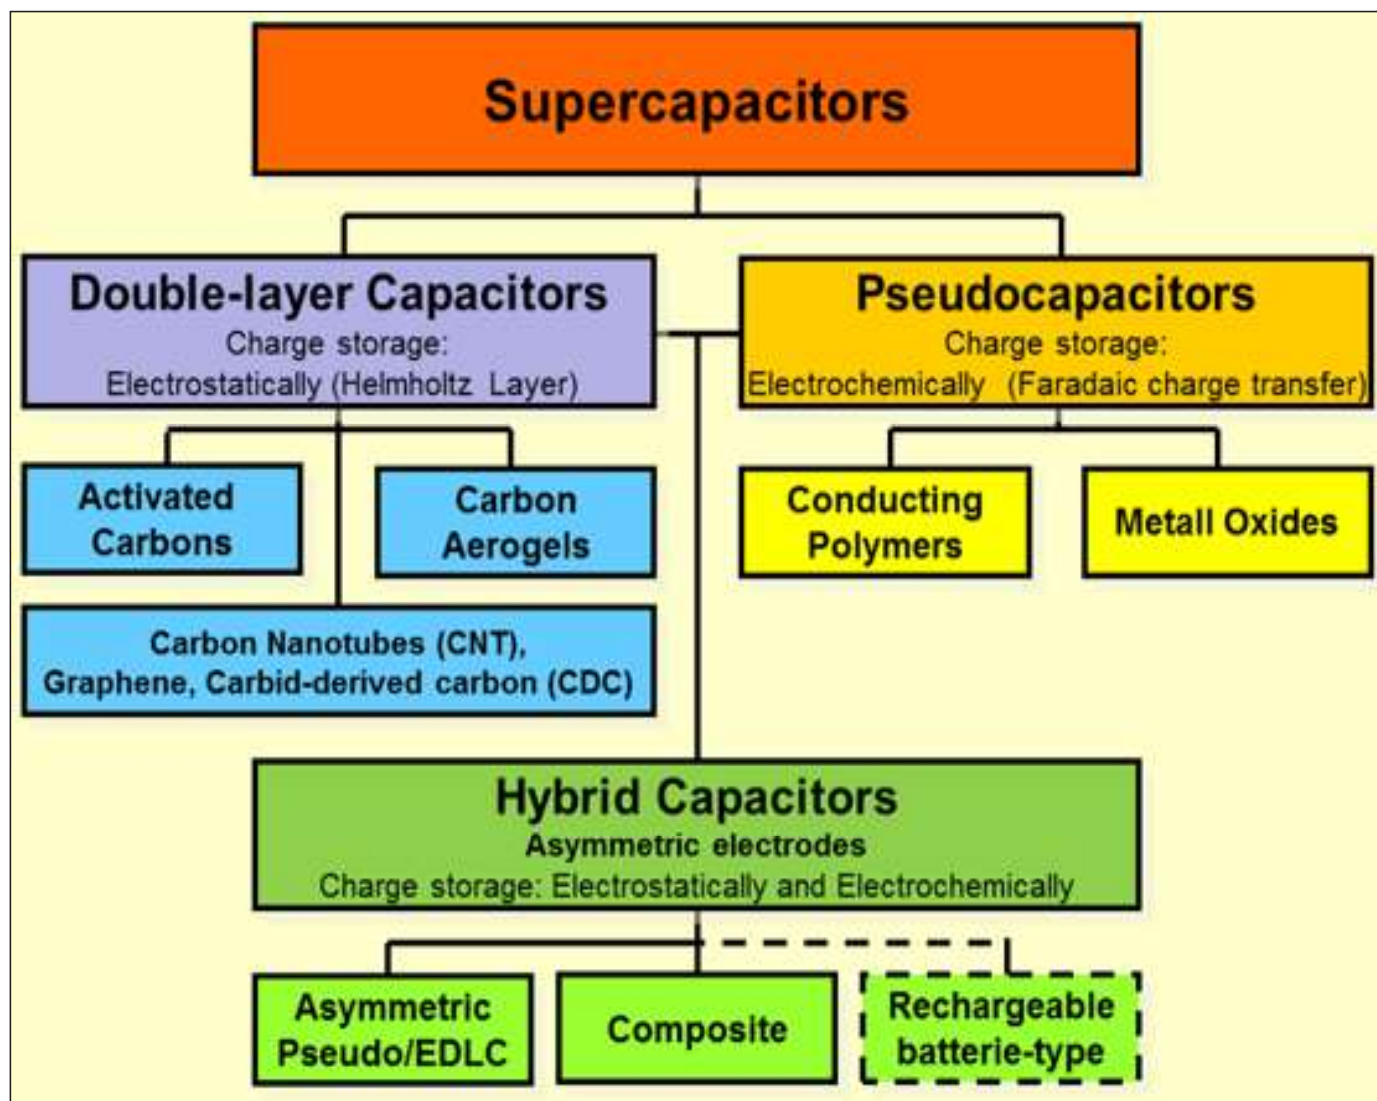 Supercapacitors
Double-layer Capacitors
Charge storage:
Electrostatically (Helmholtz Layer)
Pseudocapacitors
Charge storage:
Electrochemically (Faradaic charge transfer)
Activated
Carbons
Carbon
Aerogels
Conducting
Polymers
Metall Oxides
Carbon Nanotubes (CNT),
Graphene, Carbid-derived carbon (CDC)
Hybrid Capacitors
Asymmetric electrodes
Charge storage: Electrostatically and Electrochemically
Asymmetric
Pseudo/EDLC
Composite
Rechargeable
batterie-type